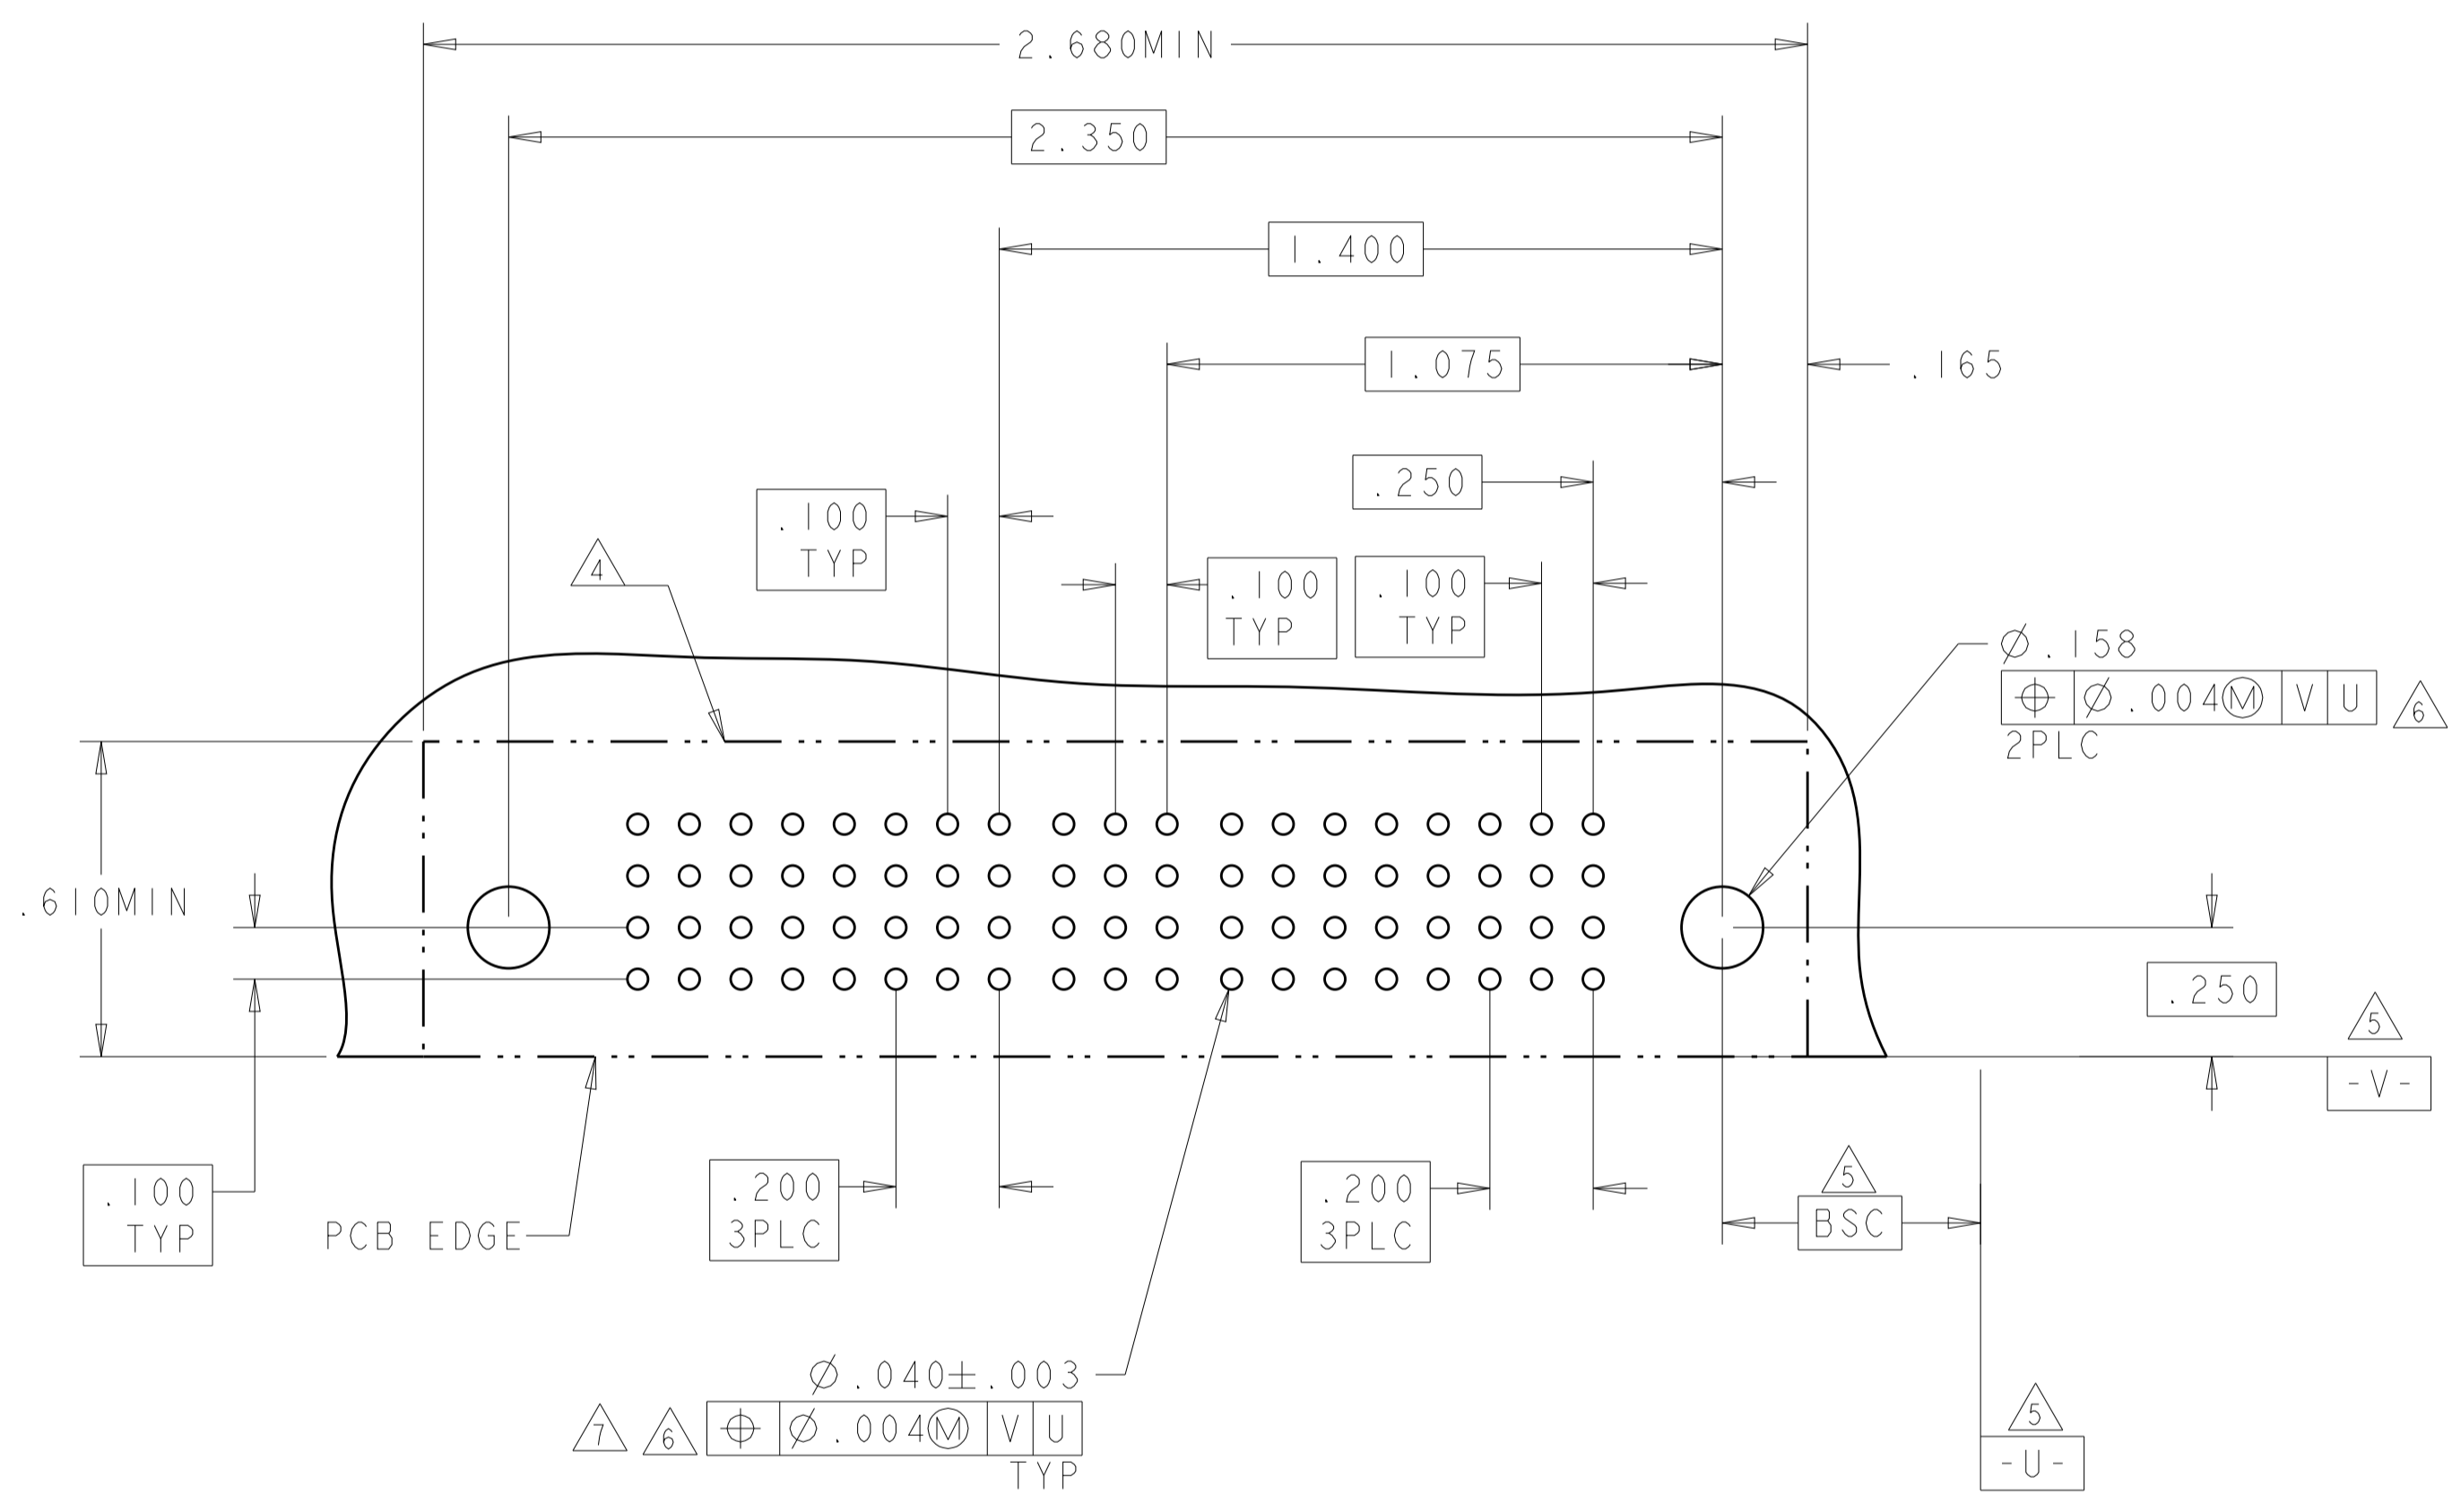 2.680MIN
2.350
1.400
1.075
.165
.250
.100
TYP
.100
TYP
.100
TYP
4
⌀.158
⌖ ⌀.004Ⓜ V U
6
2PLC
.610MIN
.250
5
-V-
.100
TYP
PCB EDGE
.200
3PLC
.200
3PLC
5
BSC
⌀.040±.003
7 6 ⌖ ⌀.004Ⓜ V U
TYP
5
-U-